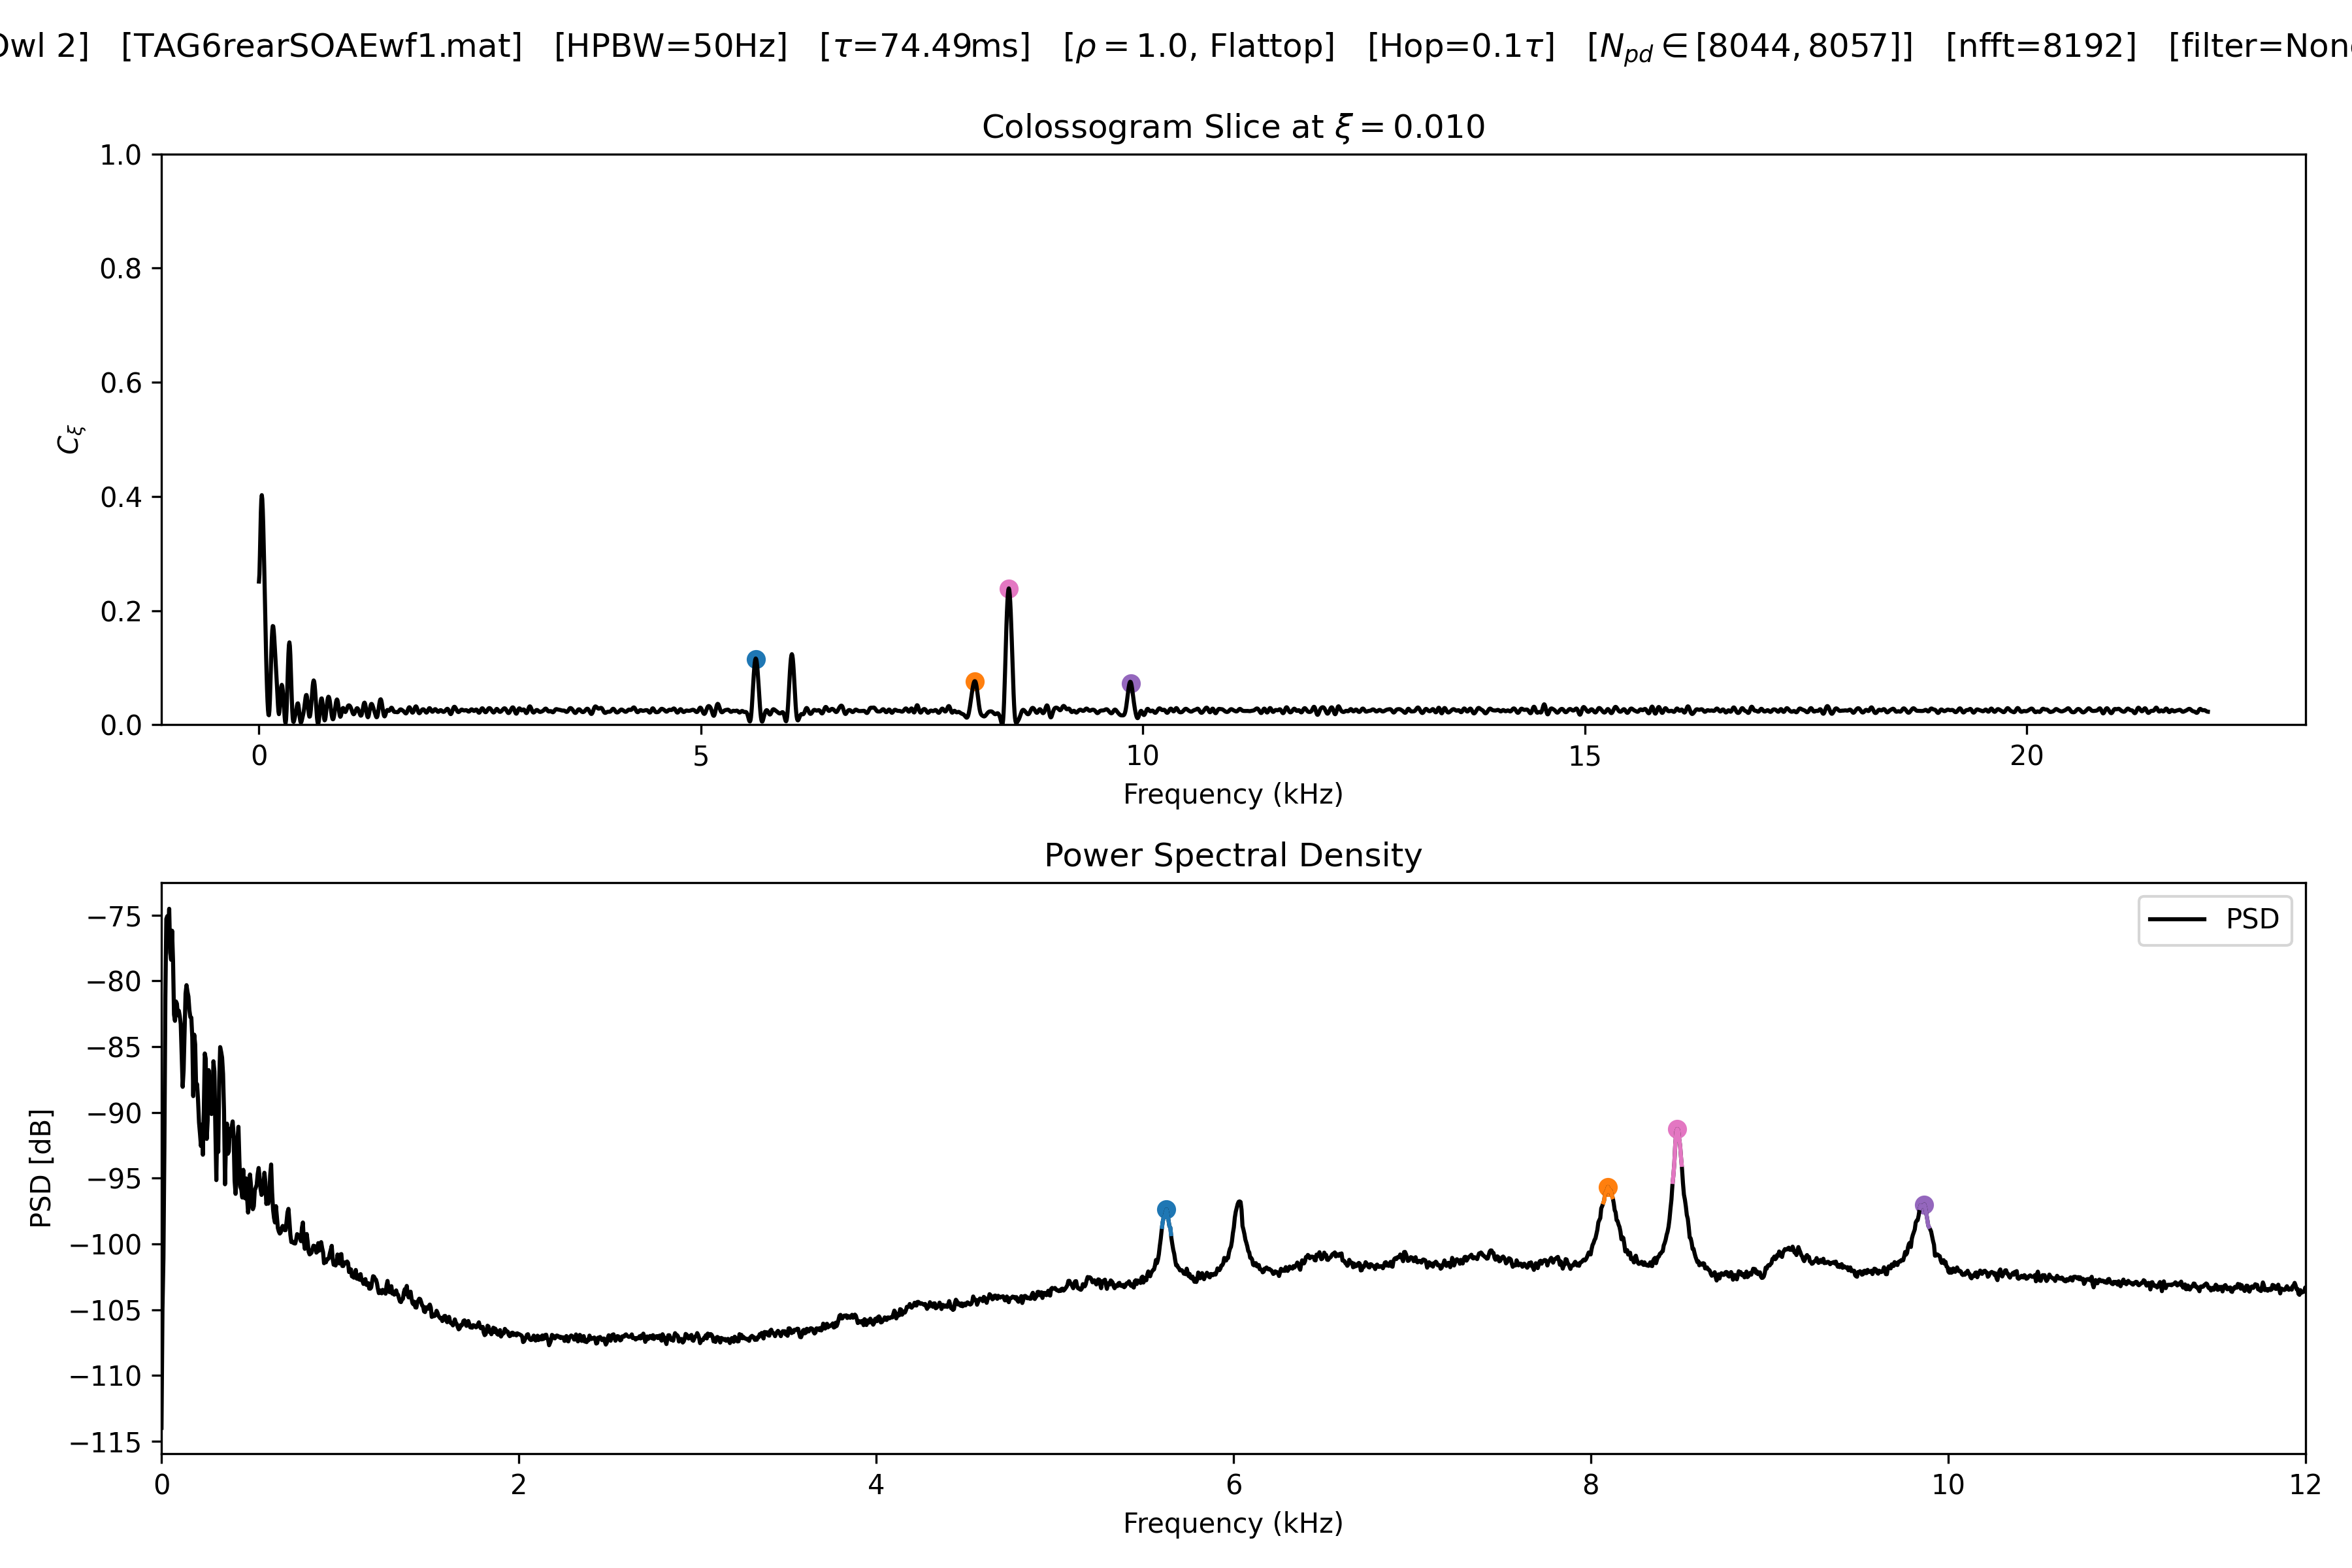 2] [TAG6rearSOAEwf1.mat] [HPBW=50Hz] [τ=74.49ms] [ρ = 1.0, Flattop] [Hop=0.1τ] [N_pd ∈ [8044, 8057]] [nfft=8192]
Colossogram Slice at ξ = 0.010
1.0
0.8
0.6
0.4
0.2
0.0
C_ξ
0 5 10 15 20
Frequency (kHz)
Power Spectral Density
PSD
−75
−80
−85
−90
−95
−100
−105
−110
−115
PSD [dB]
0 2 4 6 8 10 12
Frequency (kHz)